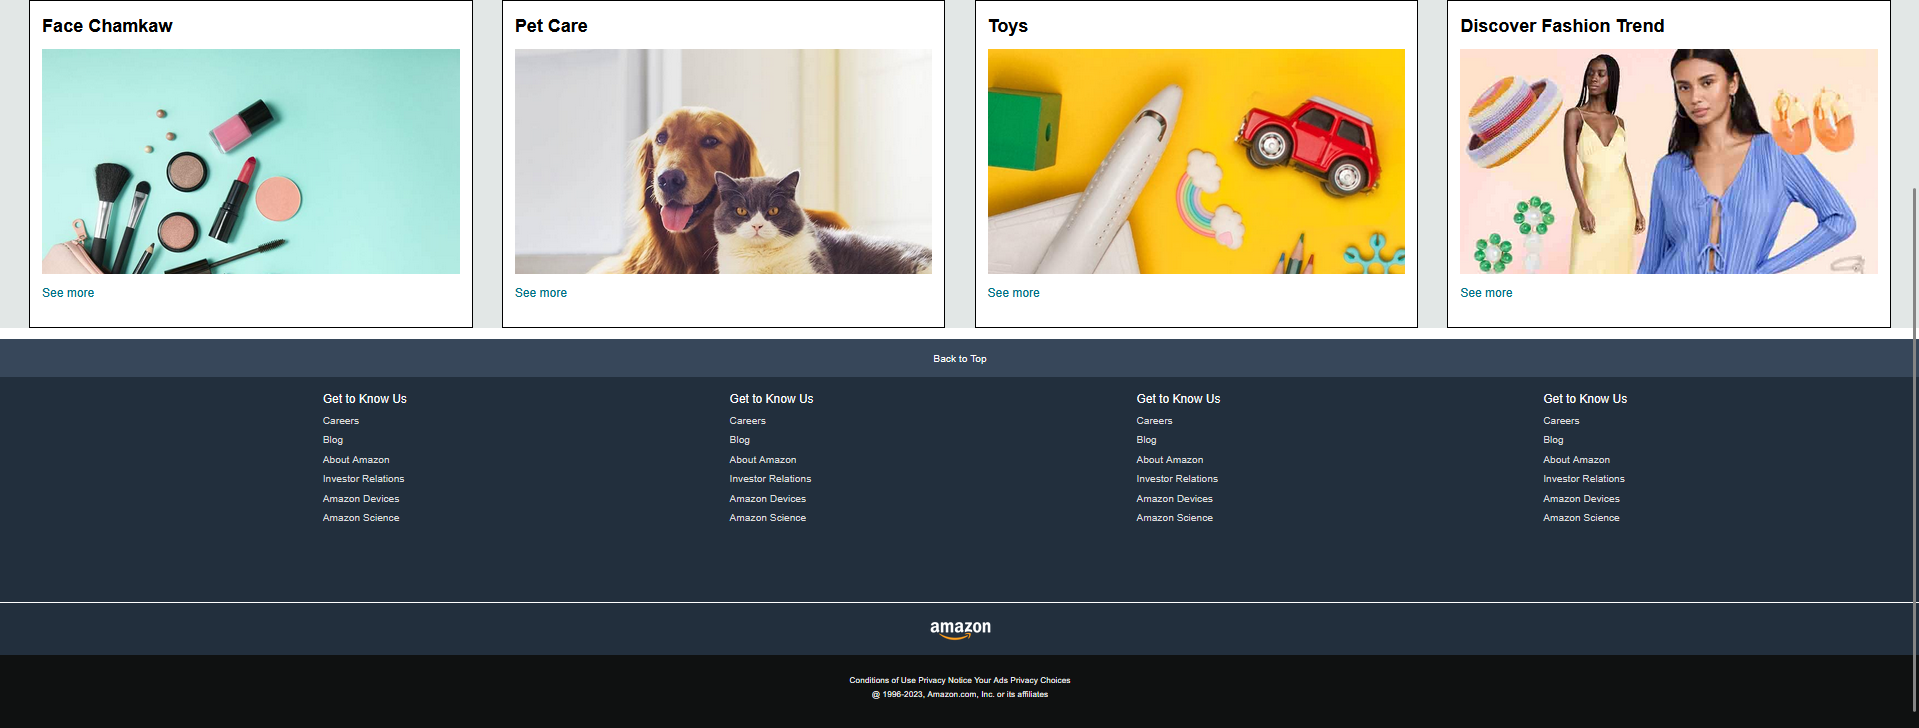 Face Chamkaw
Pet Care
Toys
Discover Fashion Trend
See more
See more
See more
See more
Back to Top
Get to Know Us
Careers
Blog
About Amazon
Investor Relations
Amazon Devices
Amazon Science
Get to Know Us
Careers
Blog
About Amazon
Investor Relations
Amazon Devices
Amazon Science
Get to Know Us
Careers
Blog
About Amazon
Investor Relations
Amazon Devices
Amazon Science
Get to Know Us
Careers
Blog
About Amazon
Investor Relations
Amazon Devices
Amazon Science
amazon
Conditions of Use Privacy Notice Your Ads Privacy Choices
@ 1996-2023, Amazon.com, Inc. or its affiliates